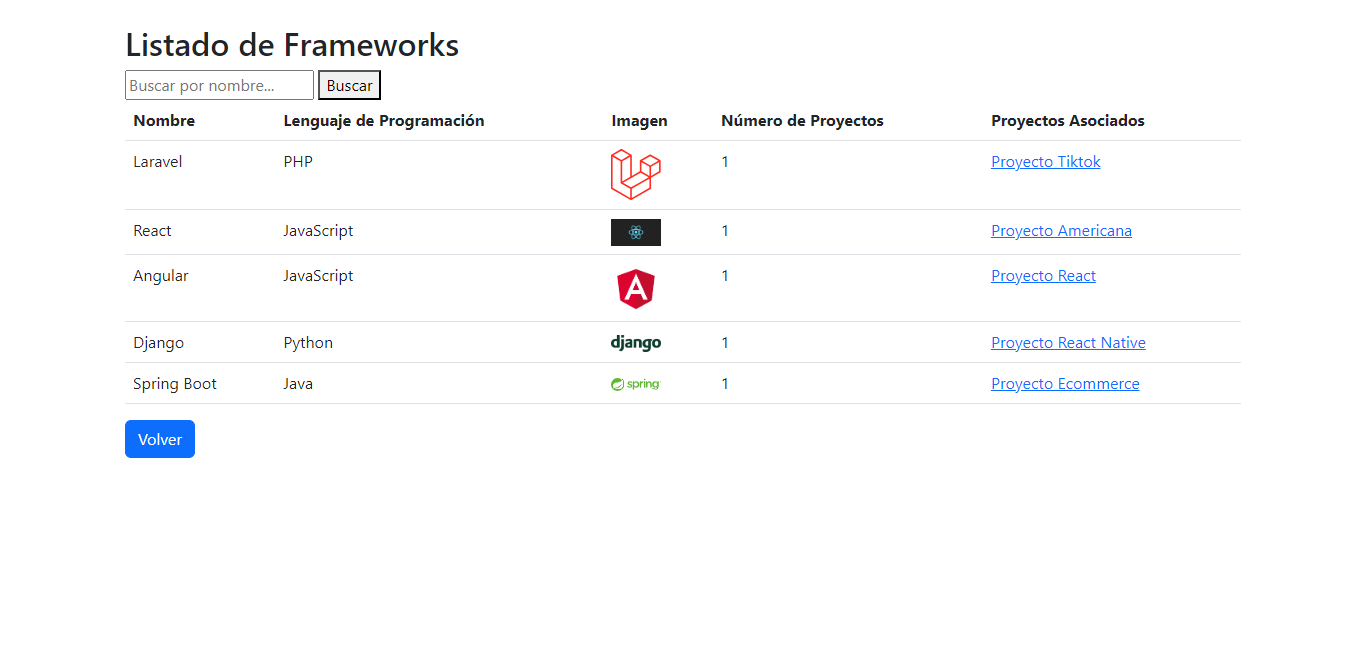 Listado de Frameworks
Buscar por nombre... Buscar
Nombre Lenguaje de Programación Imagen Número de Proyectos Proyectos Asociados
Laravel PHP 1 Proyecto Tiktok
React JavaScript 1 Proyecto Americana
Angular JavaScript A 1 Proyecto React
Django Python django 1 Proyecto React Native
Spring Boot Java spring 1 Proyecto Ecommerce
Volver